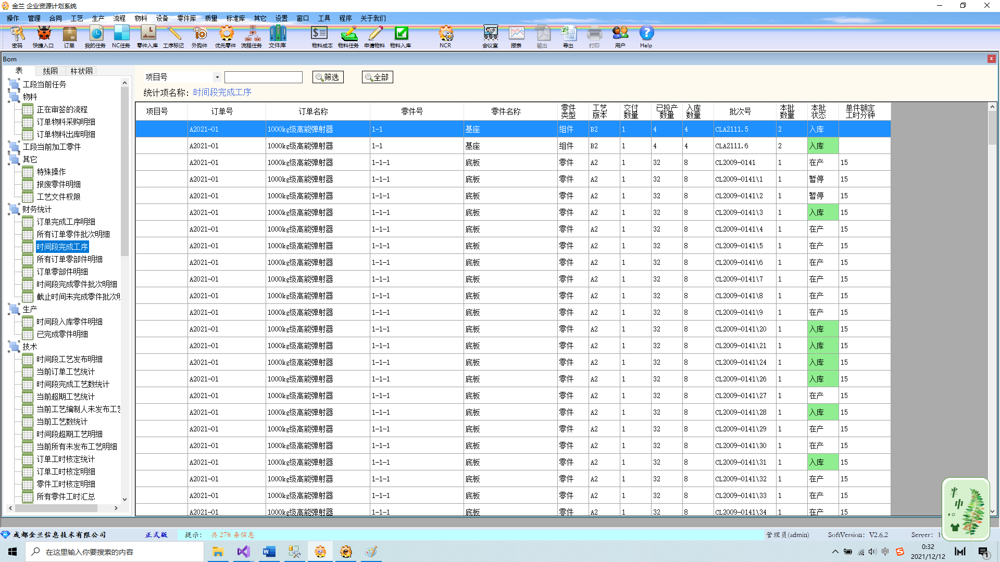 金兰 企业资源计划系统
操作 管理 合同 工艺 生产 流程 物料 设备 零件库 质量 标准库 其它 设置 窗口 工具 程序 关于我们
密码 快捷入口 订单 我的任务 NC任务 零件入库 工序标记 外购件 优先零件 流程任务 文件库 物料成本 物料任务 申请物料 物料入库 NCR 会议室 报表 输出 导出 打印 用户 Help
Bom
表 线图 柱状图
工段当前任务
物料
正在审签的流程
订单物料采购明细
订单物料出库明细
工段当前加工零件
其它
特殊操作
报废零件明细
工艺文件权限
财务统计
订单完成工序明细
所有订单零件批次明细
时间段完成工序
所有订单零部件明细
订单零部件明细
时间段完成零件批次明细
截止时间未完成零件批次明
生产
时间段入库零件明细
已完成零件明细
技术
时间段工艺发布明细
当前订单工艺统计
时间段完成工艺数统计
当前超期工艺统计
当前工艺编制人未发布工艺
当前工艺数统计
时间段超期工艺明细
当前所有未发布工艺明细
订单工时核定统计
订单工时核定明细
零件工时核定明细
所有零件工时汇总
项目号 筛选 全部
统计项名称: 时间段完成工序
项目号 订单号 订单名称 零件号 零件名称 零件类型 工艺版本 交付数量 已投产数量 入库数量 批次号 本批数量 本批状态 单件额定工时分钟
A2021-01 1000kg级高能弹射器 1-1 基座 组件 B2 1 4 4 CLA2111.5 2 入库
A2021-01 1000kg级高能弹射器 1-1 基座 组件 B2 1 4 4 CLA2111.6 2 入库
A2021-01 1000kg级高能弹射器 1-1-1 底板 零件 A2 1 32 8 CL2009-0141 1 在产 15
A2021-01 1000kg级高能弹射器 1-1-1 底板 零件 A2 1 32 8 CL2009-0141\1 1 暂停 15
A2021-01 1000kg级高能弹射器 1-1-1 底板 零件 A2 1 32 8 CL2009-0141\2 1 暂停 15
A2021-01 1000kg级高能弹射器 1-1-1 底板 零件 A2 1 32 8 CL2009-0141\3 1 入库 15
A2021-01 1000kg级高能弹射器 1-1-1 底板 零件 A2 1 32 8 CL2009-0141\4 1 在产 15
A2021-01 1000kg级高能弹射器 1-1-1 底板 零件 A2 1 32 8 CL2009-0141\5 1 在产 15
A2021-01 1000kg级高能弹射器 1-1-1 底板 零件 A2 1 32 8 CL2009-0141\6 1 在产 15
A2021-01 1000kg级高能弹射器 1-1-1 底板 零件 A2 1 32 8 CL2009-0141\7 1 在产 15
A2021-01 1000kg级高能弹射器 1-1-1 底板 零件 A2 1 32 8 CL2009-0141\8 1 在产 15
A2021-01 1000kg级高能弹射器 1-1-1 底板 零件 A2 1 32 8 CL2009-0141\9 1 在产 15
A2021-01 1000kg级高能弹射器 1-1-1 底板 零件 A2 1 32 8 CL2009-0141\20 1 入库 15
A2021-01 1000kg级高能弹射器 1-1-1 底板 零件 A2 1 32 8 CL2009-0141\21 1 入库 15
A2021-01 1000kg级高能弹射器 1-1-1 底板 零件 A2 1 32 8 CL2009-0141\24 1 入库 15
A2021-01 1000kg级高能弹射器 1-1-1 底板 零件 A2 1 32 8 CL2009-0141\26 1 入库 15
A2021-01 1000kg级高能弹射器 1-1-1 底板 零件 A2 1 32 8 CL2009-0141\27 1 在产 15
A2021-01 1000kg级高能弹射器 1-1-1 底板 零件 A2 1 32 8 CL2009-0141\28 1 入库 15
A2021-01 1000kg级高能弹射器 1-1-1 底板 零件 A2 1 32 8 CL2009-0141\29 1 在产 15
A2021-01 1000kg级高能弹射器 1-1-1 底板 零件 A2 1 32 8 CL2009-0141\30 1 在产 15
A2021-01 1000kg级高能弹射器 1-1-1 底板 零件 A2 1 32 8 CL2009-0141\31 1 入库 15
A2021-01 1000kg级高能弹射器 1-1-1 底板 零件 A2 1 32 8 CL2009-0141\32 1 在产 15
A2021-01 1000kg级高能弹射器 1-1-1 底板 零件 A2 1 32 8 CL2009-0141\33 1 在产 15
A2021-01 1000kg级高能弹射器 1-1-1 底板 零件 A2 1 32 8 CL2009-0141\34 1 在产 15
半
中
成都金兰信息技术有限公司 正式版 提示: 共 278 条信息 管理员(admin) SoftVersion: V2.6.2 Server: 1
在这里输入你要搜索的内容
中
0:32
2021/12/12
1